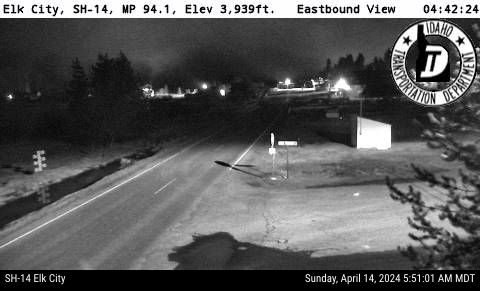 Elk City, SH-14, MP 94.1, Elev 3,939ft. Eastbound View 04:42:24
IDAHO
TRANSPORTATION DEPARTMENT
SH-14 Elk City Sunday, April 14, 2024 5:51:01 AM MDT